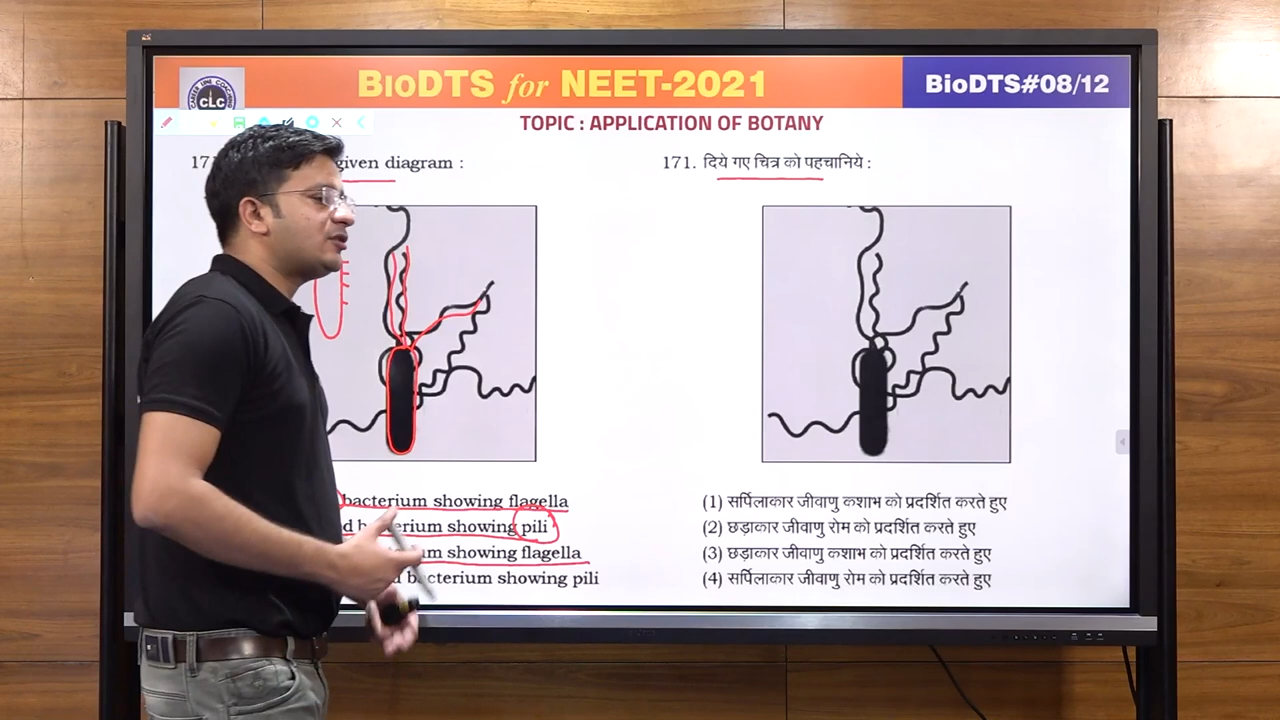 BIODTS for NEET-2021
BioDTS#08/12
CLC
TOPIC : APPLICATION OF BOTANY
given diagram :
bacterium showing flagella
bacterium showing pili
showing flagella
bacterium showing pili
171. दिये गए चित्र को पहचानिये :
(1) सर्पिलाकार जीवाणु कशाभ को प्रदर्शित करते हुए
(2) छड़ाकार जीवाणु रोम को प्रदर्शित करते हुए
(3) छड़ाकार जीवाणु कशाभ को प्रदर्शित करते हुए
(4) सर्पिलाकार जीवाणु रोम को प्रदर्शित करते हुए